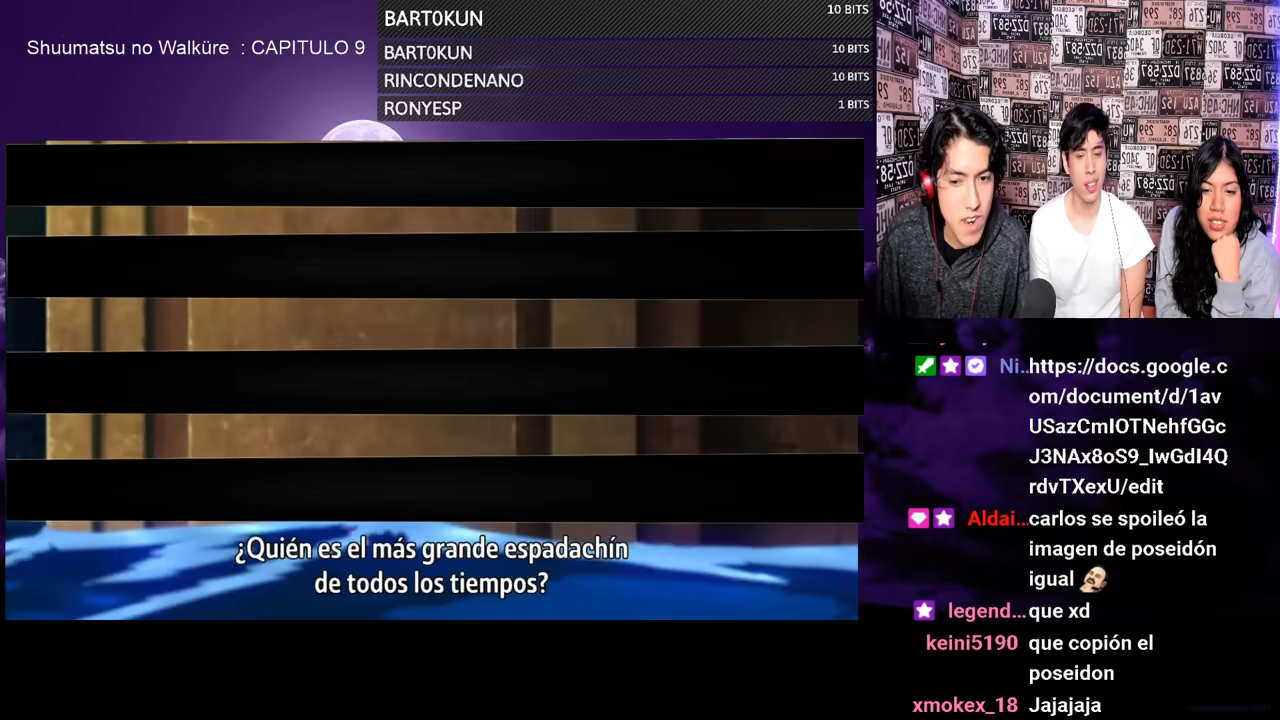 Shuumatsu no Walküre : CAPITULO 9
BART0KUN 10 BITS
BART0KUN 10 BITS
RINCONDENANO 10 BITS
RONYESP 1 BITS
¿Quién es el más grande espadachín
de todos los tiempos?
Ni.. https://docs.google.c
om/document/d/1av
USazCmIOTNehfGGc
J3NAx8oS9_IwGdI4Q
rdvTXexU/edit
Aldai... carlos se spoileó la
imagen de poseidón
igual
legend... que xd
keini5190 que copión el
poseidon
xmokex_18 Jajajaja